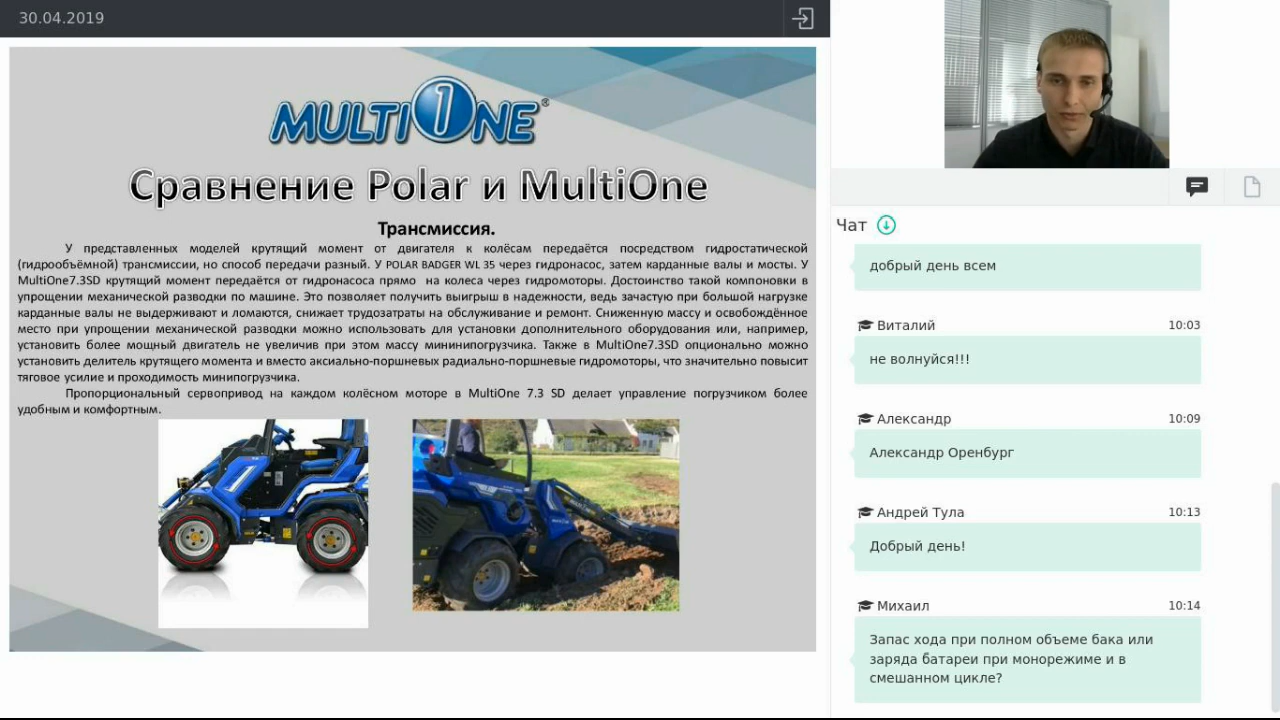 30.04.2019
MULTIONE®
Сравнение Polar и MultiOne
Трансмиссия.
У представленных моделей крутящий момент от двигателя к колёсам передаётся посредством гидростатической
(гидрообъёмной) трансмиссии, но способ передачи разный. У POLAR BADGER WL 35 через гидронасос, затем карданные валы и мосты. У
MultiOne7.3SD крутящий момент передаётся от гидронасоса прямо на колеса через гидромоторы. Достоинство такой компоновки в
упрощении механической разводки по машине. Это позволяет получить выигрыш в надежности, ведь зачастую при большой нагрузке
карданные валы не выдерживают и ломаются, снижает трудозатраты на обслуживание и ремонт. Сниженную массу и освобождённое
место при упрощении механической разводки можно использовать для установки дополнительного оборудования или, например,
установить более мощный двигатель не увеличив при этом массу мининипогрузчика. Также в MultiOne7.3SD опционально можно
установить делитель крутящего момента и вместо аксиально-поршневых радиально-поршневые гидромоторы, что значительно повысит
тяговое усилие и проходимость минипогрузчика.
Пропорциональный сервопривод на каждом колёсном моторе в MultiOne 7.3 SD делает управление погрузчиком более
удобным и комфортным.
Чат
добрый день всем
Виталий 10:03
не волнуйся!!!
Александр 10:09
Александр Оренбург
Андрей Тула 10:13
Добрый день!
Михаил 10:14
Запас хода при полном объеме бака или
заряда батареи при монорежиме и в
смешанном цикле?